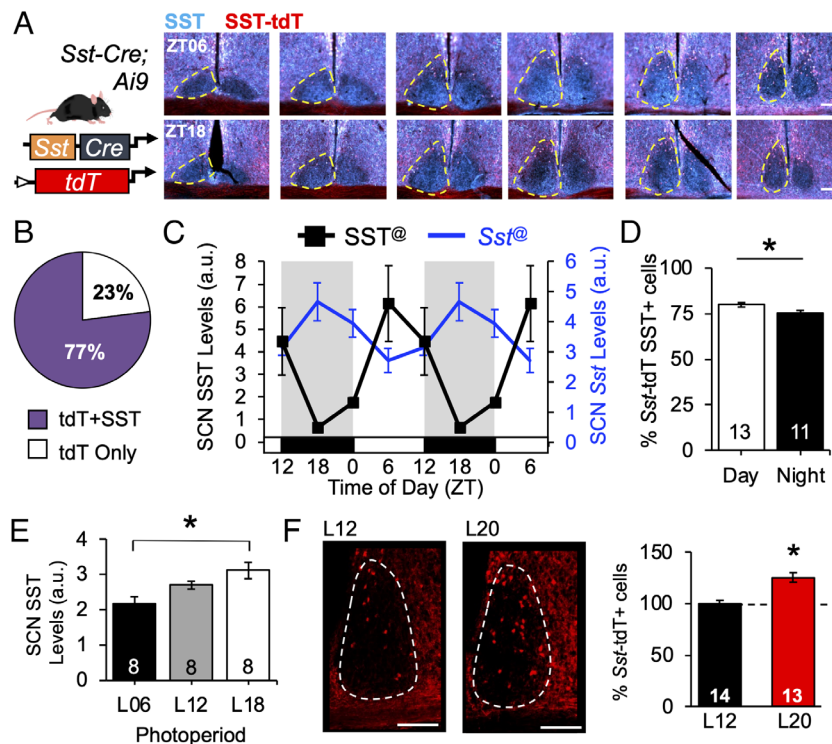 A
SST SST-tdT
Sst-Cre;
Ai9
ZT06
ZT18
Sst Cre
tdT
B
23%
77%
tdT+SST
tdT Only
C
SST@ Sst@
SCN SST Levels (a.u.)
8
7
6
5
4
3
2
1
0
6
5
4
3
2
1
0
SCN Sst Levels (a.u.)
12 18 0 6 12 18 0 6
Time of Day (ZT)
D
*
% Sst-tdT SST+ cells
100
75
50
25
0
13 11
Day Night
E
*
SCN SST
Levels (a.u.)
4
3
2
1
0
8 8 8
L06 L12 L18
Photoperiod
F
L12 L20
% Sst-tdT+ cells
150
100
50
0
*
14 13
L12 L20